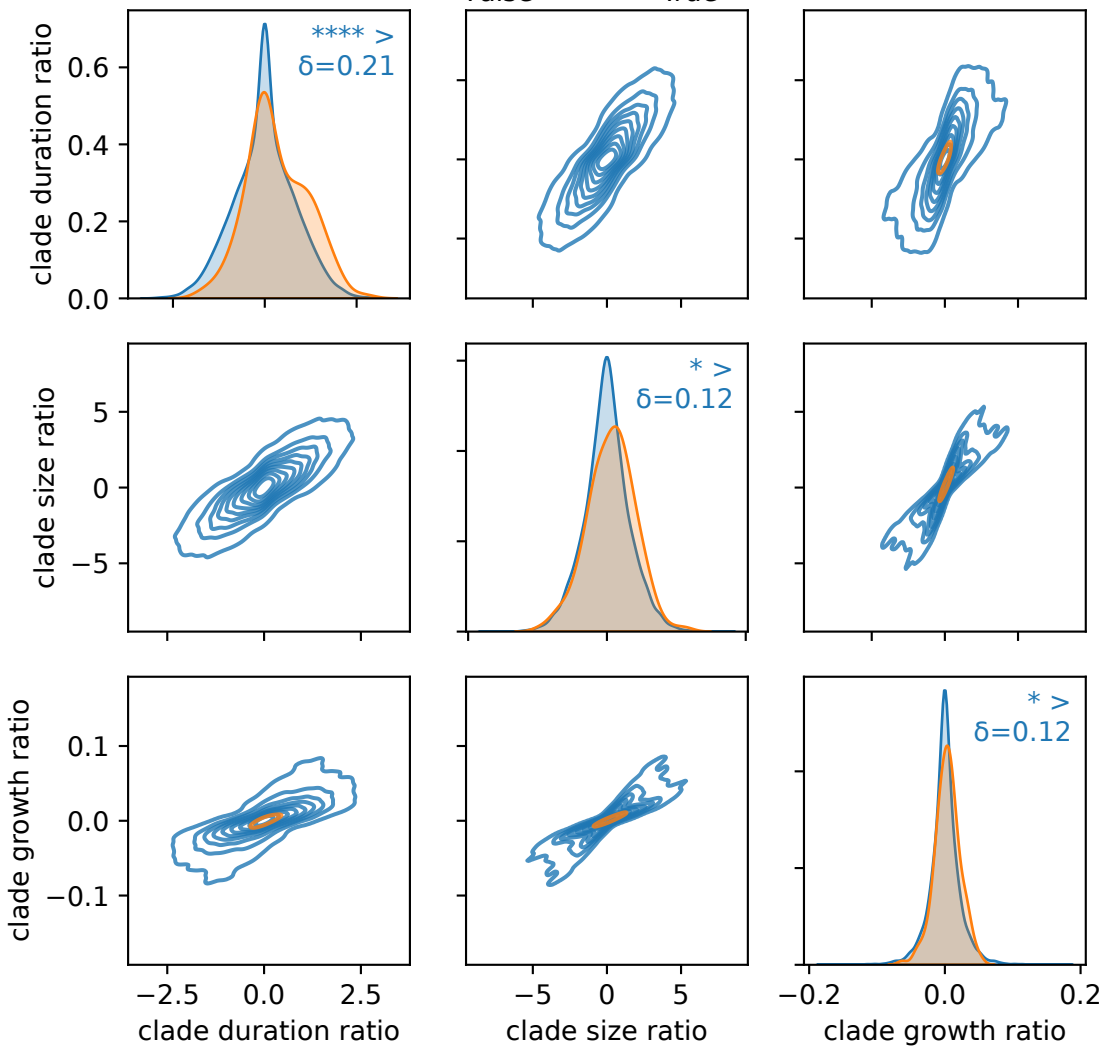 False True
clade duration ratio
0.6
0.4
0.2
0.0
**** >
δ=0.21
clade size ratio
5
0
−5
* >
δ=0.12
clade growth ratio
0.1
0.0
−0.1
* >
δ=0.12
−2.5 0.0 2.5
clade duration ratio
−5 0 5
clade size ratio
−0.2 0.0 0.2
clade growth ratio